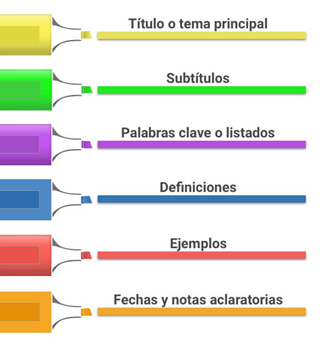 Título o tema principal
Subtítulos
Palabras clave o listados
Definiciones
Ejemplos
Fechas y notas aclaratorias